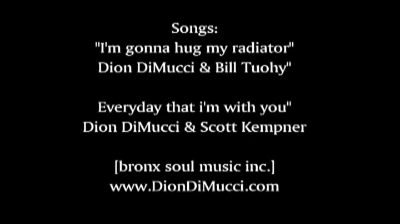 Songs:
"I'm gonna hug my radiator"
Dion DiMucci & Bill Tuohy"
Everyday that i'm with you"
Dion DiMucci & Scott Kempner
[bronx soul music inc.]
www.DionDiMucci.com